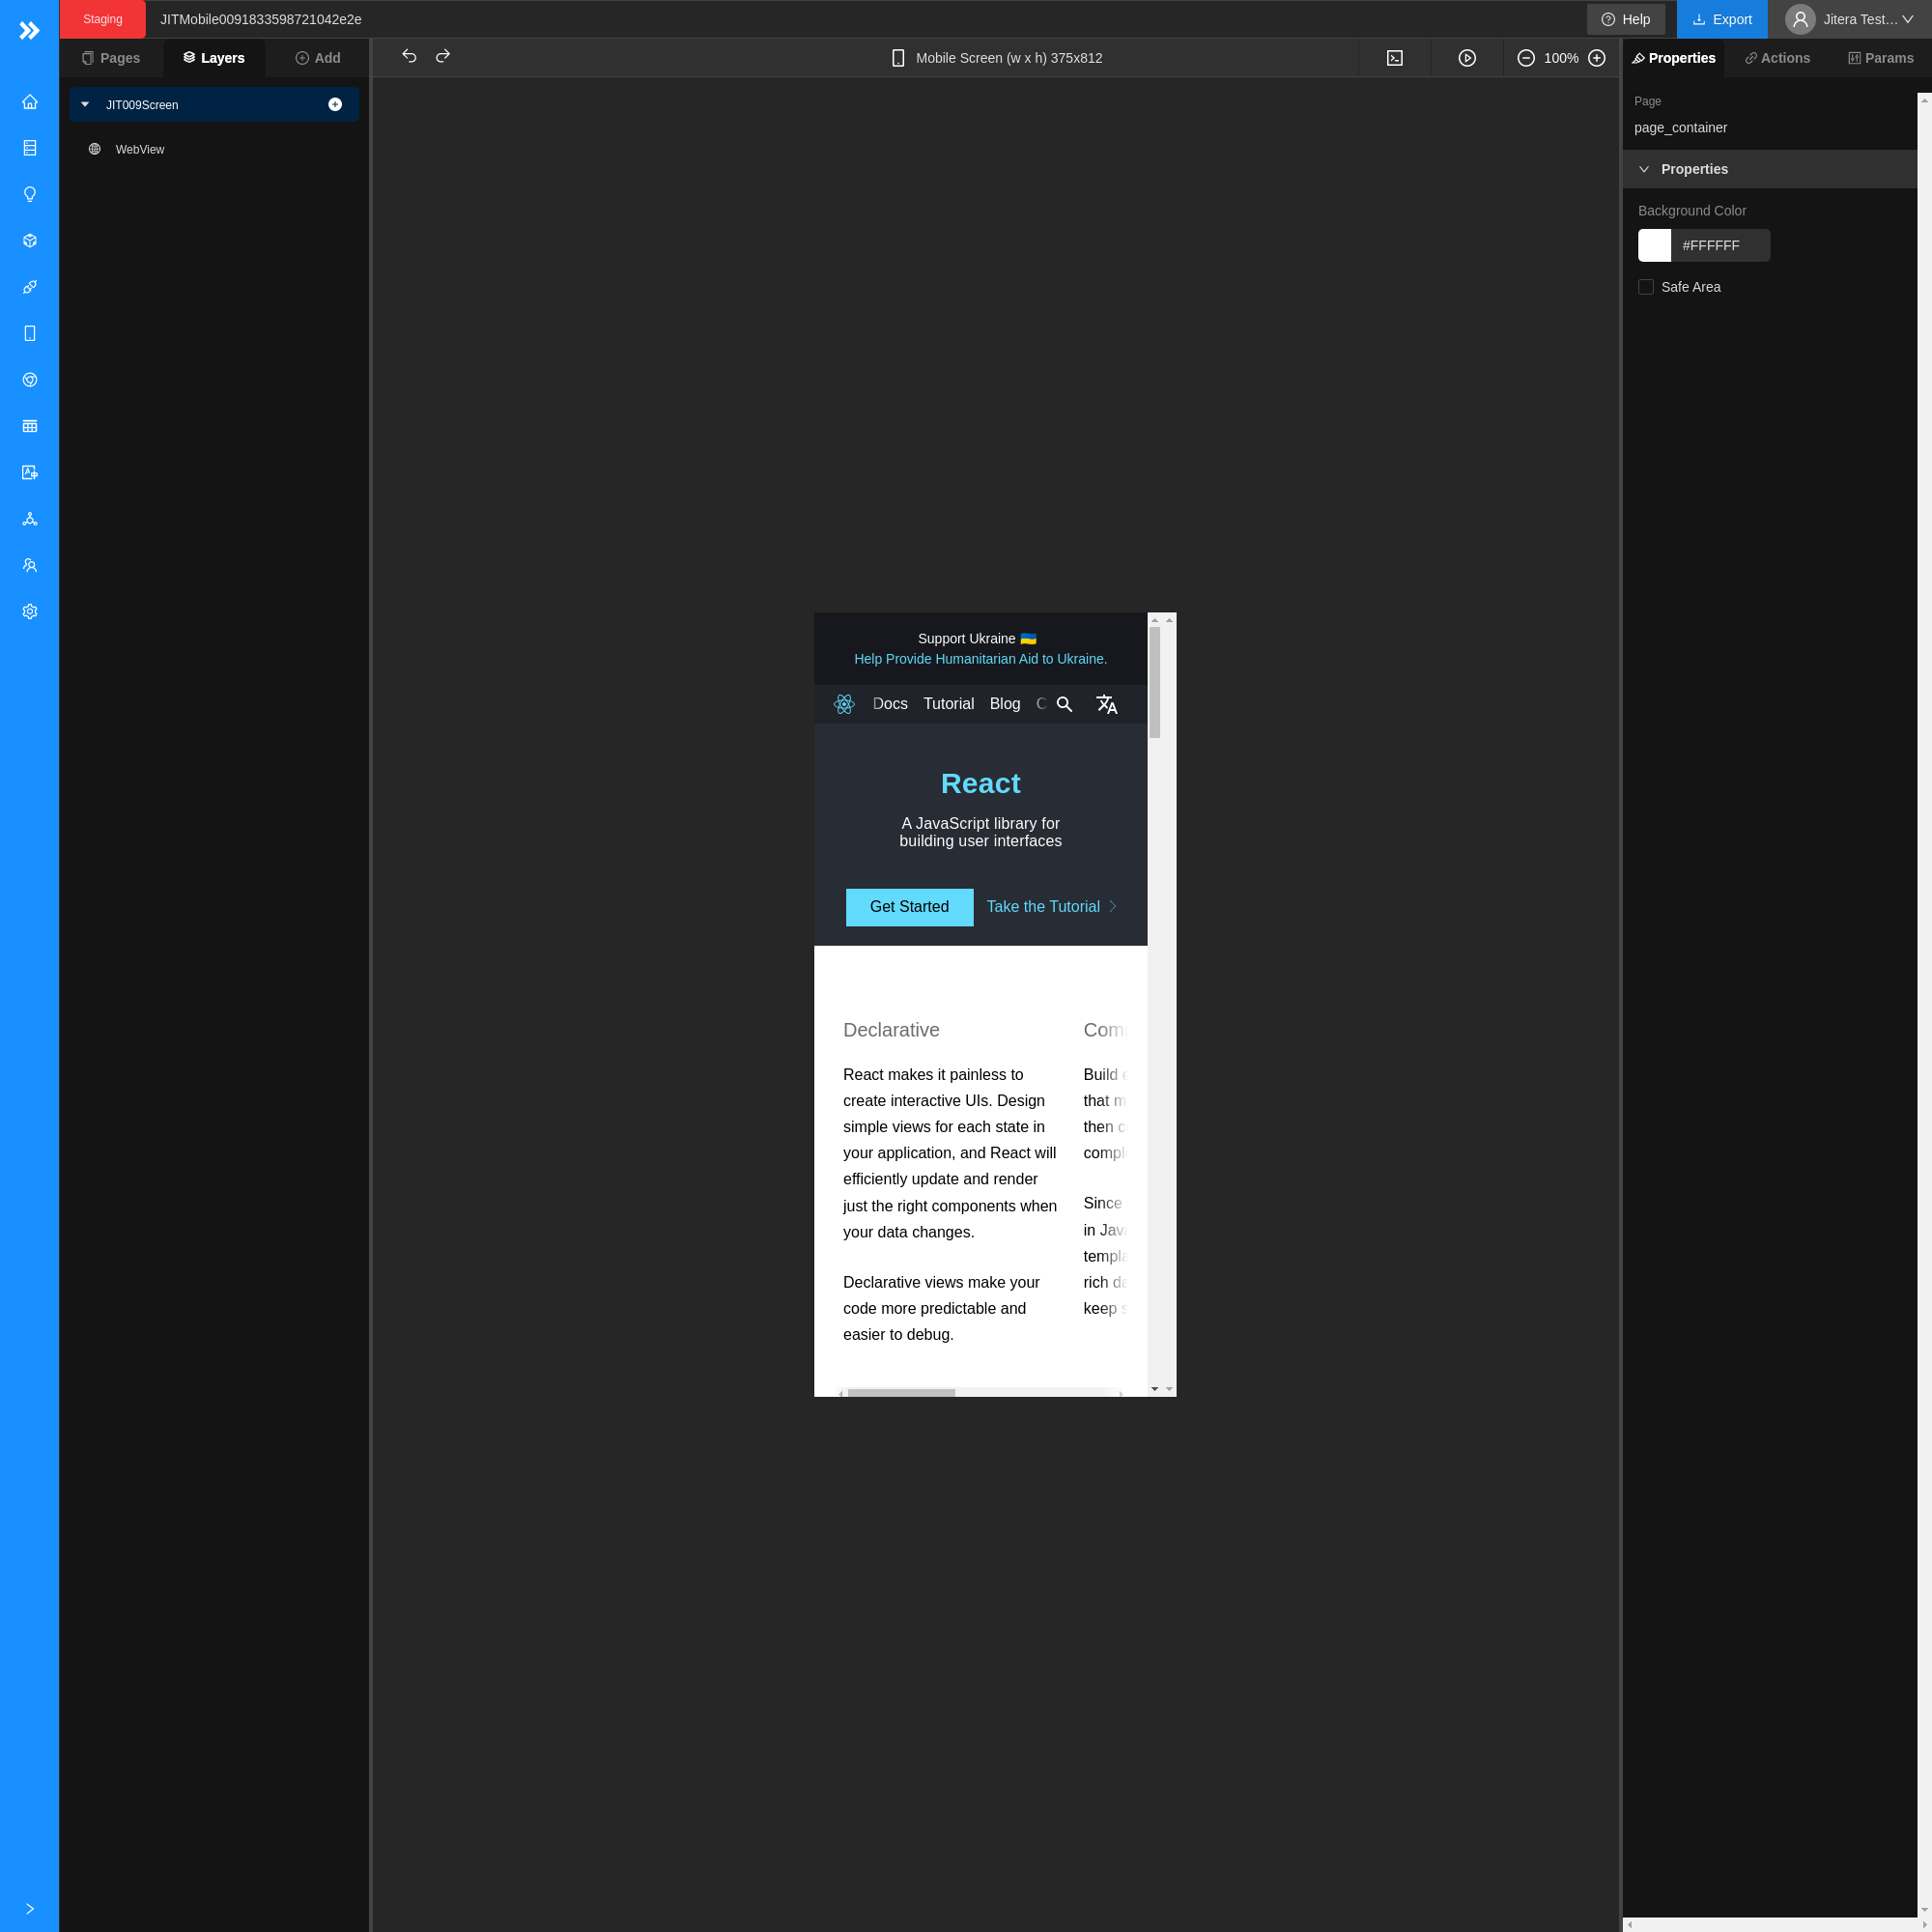 Staging
JITMobile0091833598721042e2e
Help
Export
Jitera Test...
Pages
Layers
Add
Mobile Screen (w x h) 375x812
100%
Properties
Actions
Params
JIT009Screen
WebView
Page
page_container
Properties
Background Color
#FFFFFF
Safe Area
Support Ukraine 🇺🇦
Help Provide Humanitarian Aid to Ukraine.
Docs Tutorial Blog C
React
A JavaScript library for
building user interfaces
Get Started
Take the Tutorial
Declarative
React makes it painless to
create interactive UIs. Design
simple views for each state in
your application, and React will
efficiently update and render
just the right components when
your data changes.
Declarative views make your
code more predictable and
easier to debug.
Comp
Build e
that m
then c
comple
Since
in Java
templa
rich da
keep s